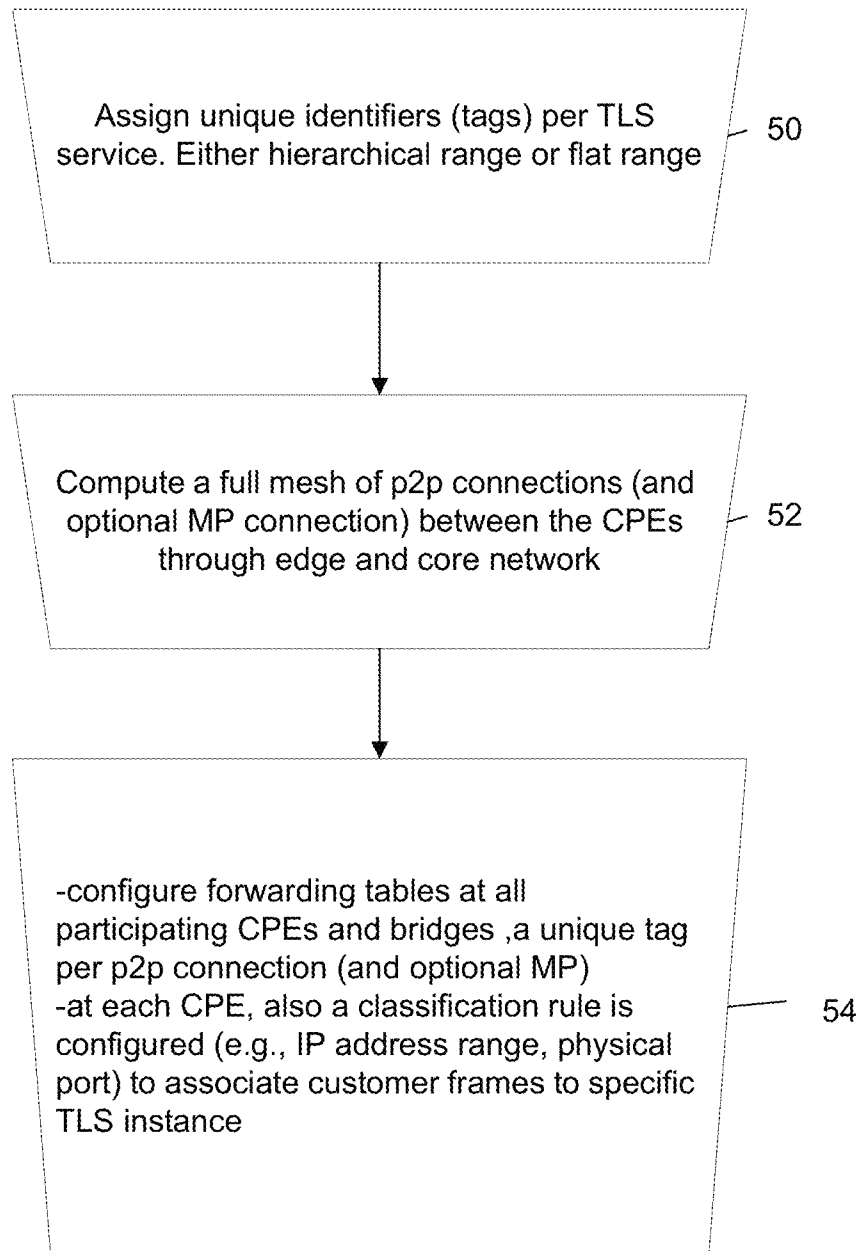 Assign unique identifiers (tags) per TLS
service. Either hierarchical range or flat range
50
Compute a full mesh of p2p connections (and
optional MP connection) between the CPEs
through edge and core network
52
-configure forwarding tables at all
participating CPEs and bridges ,a unique tag
per p2p connection (and optional MP)
-at each CPE, also a classification rule is
configured (e.g., IP address range, physical
port) to associate customer frames to specific
TLS instance
54